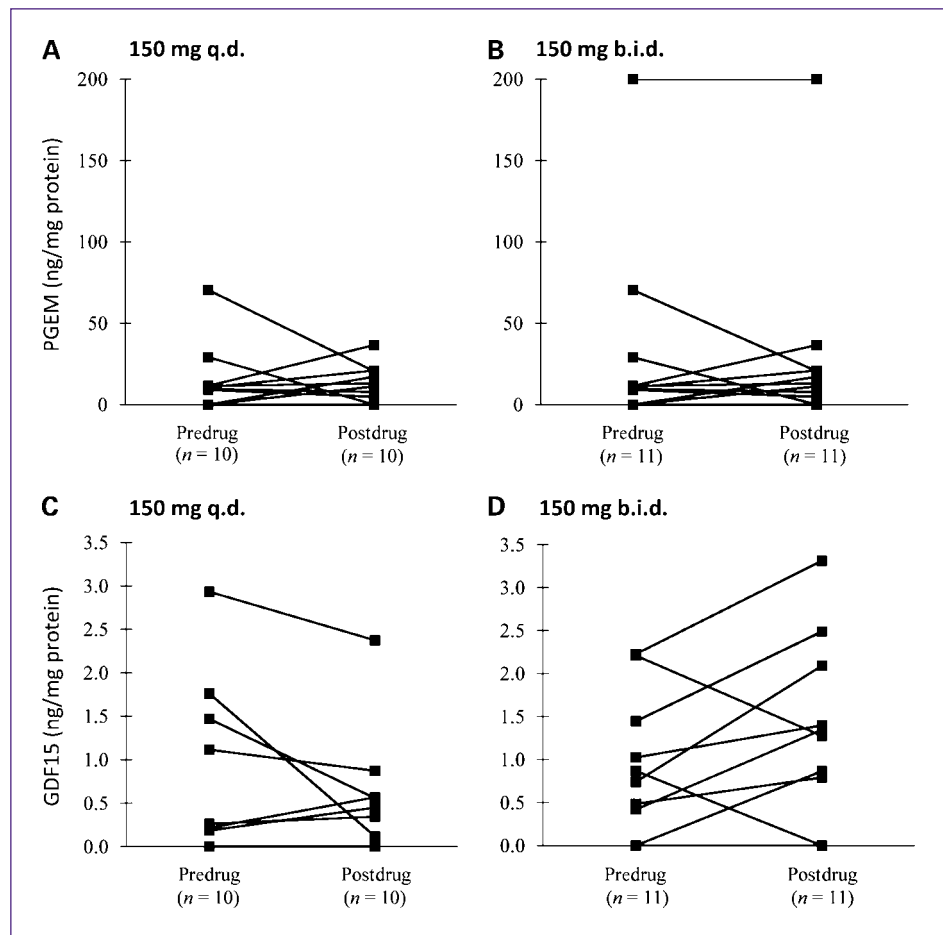 A 150 mg q.d.
PGEM (ng/mg protein)
200
150
100
50
0
Predrug Postdrug
(n = 10) (n = 10)
B 150 mg b.i.d.
200
150
100
50
0
Predrug Postdrug
(n = 11) (n = 11)
C 150 mg q.d.
GDF15 (ng/mg protein)
3.5
3.0
2.5
2.0
1.5
1.0
0.5
0.0
Predrug Postdrug
(n = 10) (n = 10)
D 150 mg b.i.d.
3.5
3.0
2.5
2.0
1.5
1.0
0.5
0.0
Predrug Postdrug
(n = 11) (n = 11)